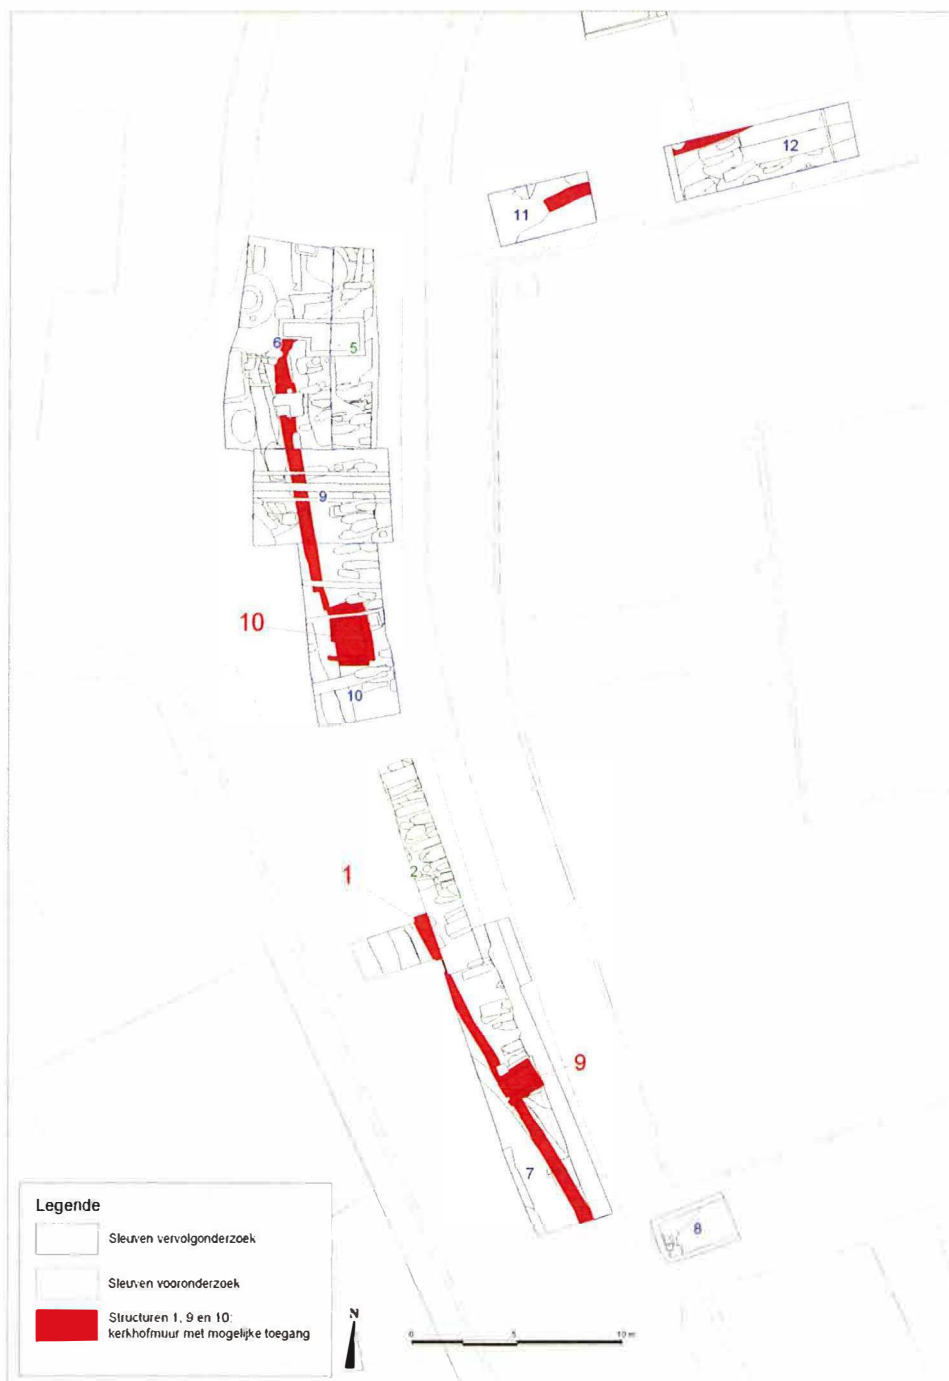 12
11
6
5
9
10
10
2
1
9
7
8
Legende
Sleuven vervolgonderzoek
Sleuven vooronderzoek
Structuren 1, 9 en 10:
kerkhofmuur met mogelijke toegang
N
0 5 10 m